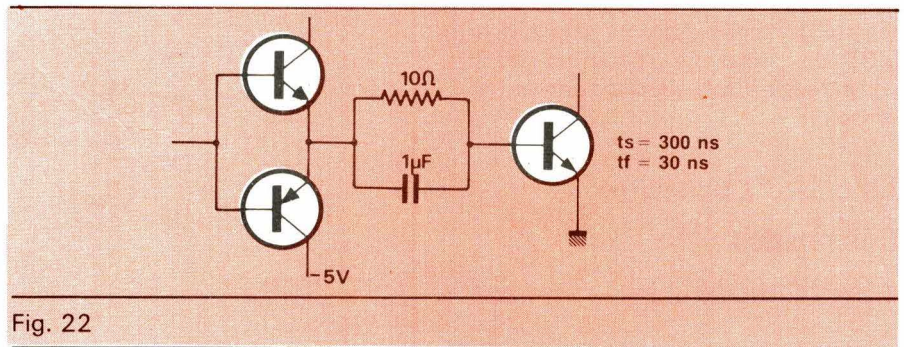 10Ω
1µF
ts = 300 ns
tf = 30 ns
-5V
Fig. 22